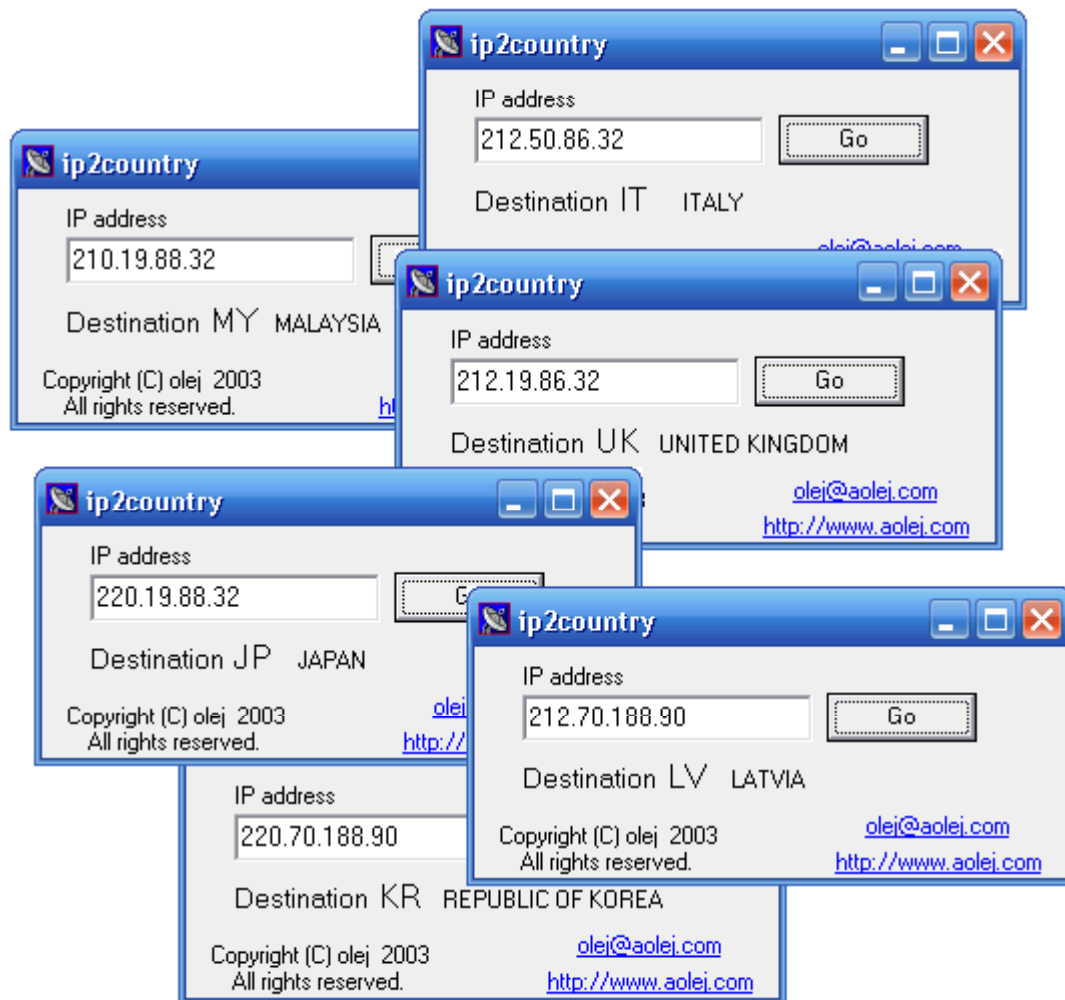 ip2country
IP address
212.50.86.32
Go
Destination IT ITALY
olej@aolej.com
ip2country
IP address
210.19.88.32
Destination MY MALAYSIA
Copyright (C) olej 2003
All rights reserved.
ip2country
IP address
212.19.86.32
Go
Destination UK UNITED KINGDOM
olej@aolej.com
http://www.aolej.com
ip2country
IP address
220.19.88.32
Destination JP JAPAN
Copyright (C) olej 2003
olej
All rights reserved.
http://
ip2country
IP address
212.70.188.90
Go
Destination LV LATVIA
Copyright (C) olej 2003
olej@aolej.com
All rights reserved.
http://www.aolej.com
IP address
220.70.188.90
Destination KR REPUBLIC OF KOREA
Copyright (C) olej 2003
olej@aolej.com
All rights reserved.
http://www.aolej.com